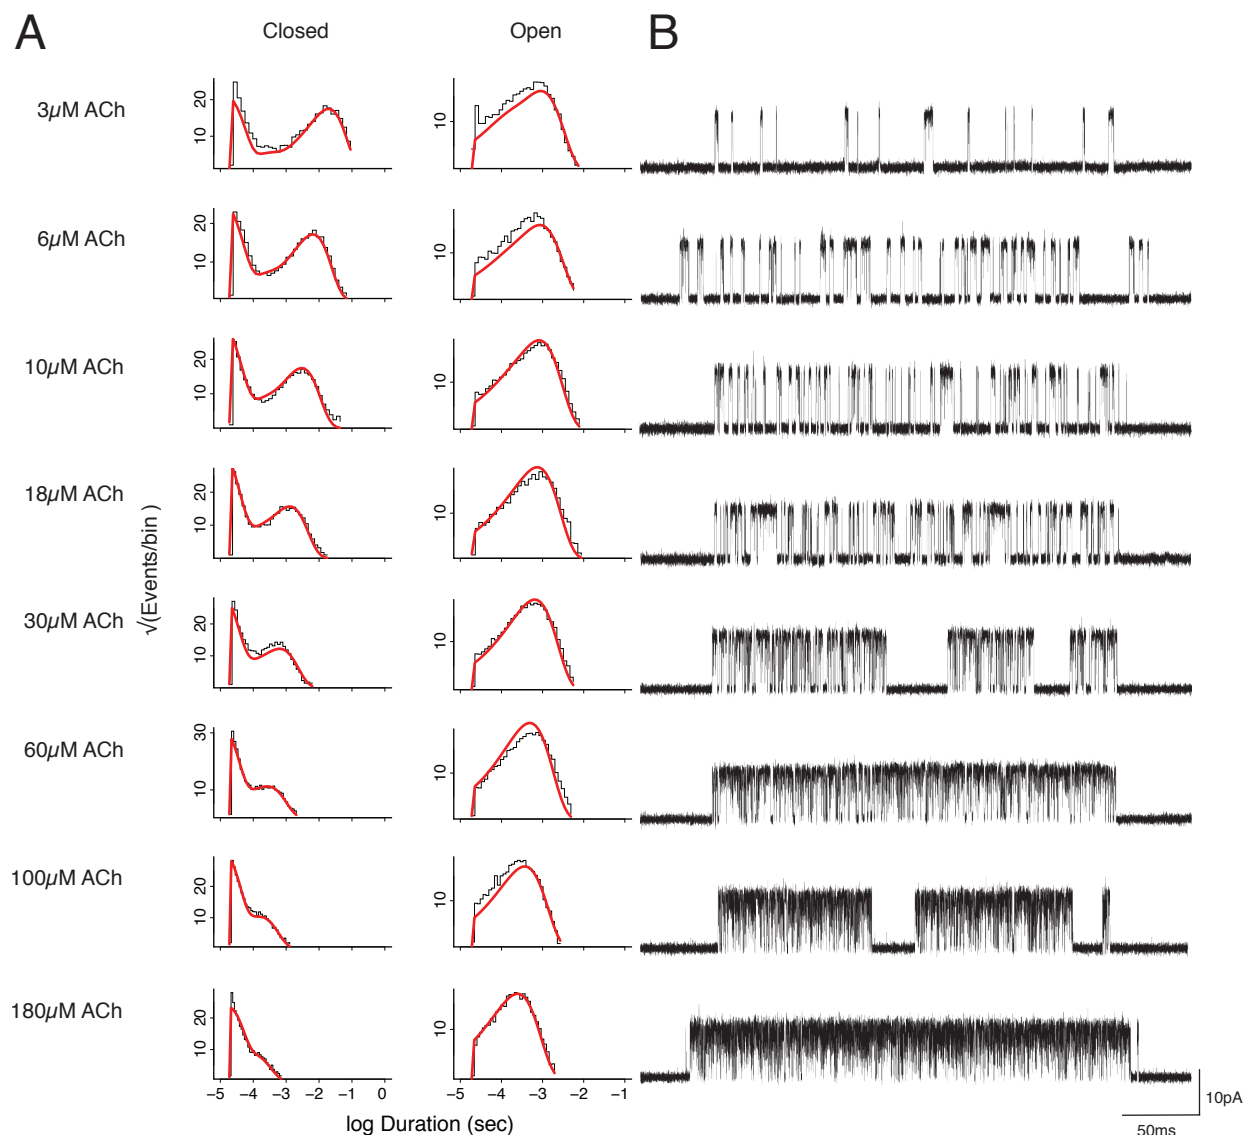 A Closed Open B
3µM ACh
20
10
10
6µM ACh
20
10
10
10µM ACh
20
10
10
18µM ACh
20
10
10
30µM ACh
20
10
10
60µM ACh
30
10
10
100µM ACh
20
10
10
180µM ACh
20
10
10
√(Events/bin)
−5 −4 −3 −2 −1 0 −5 −4 −3 −2 −1
log Duration (sec)
10pA
50ms